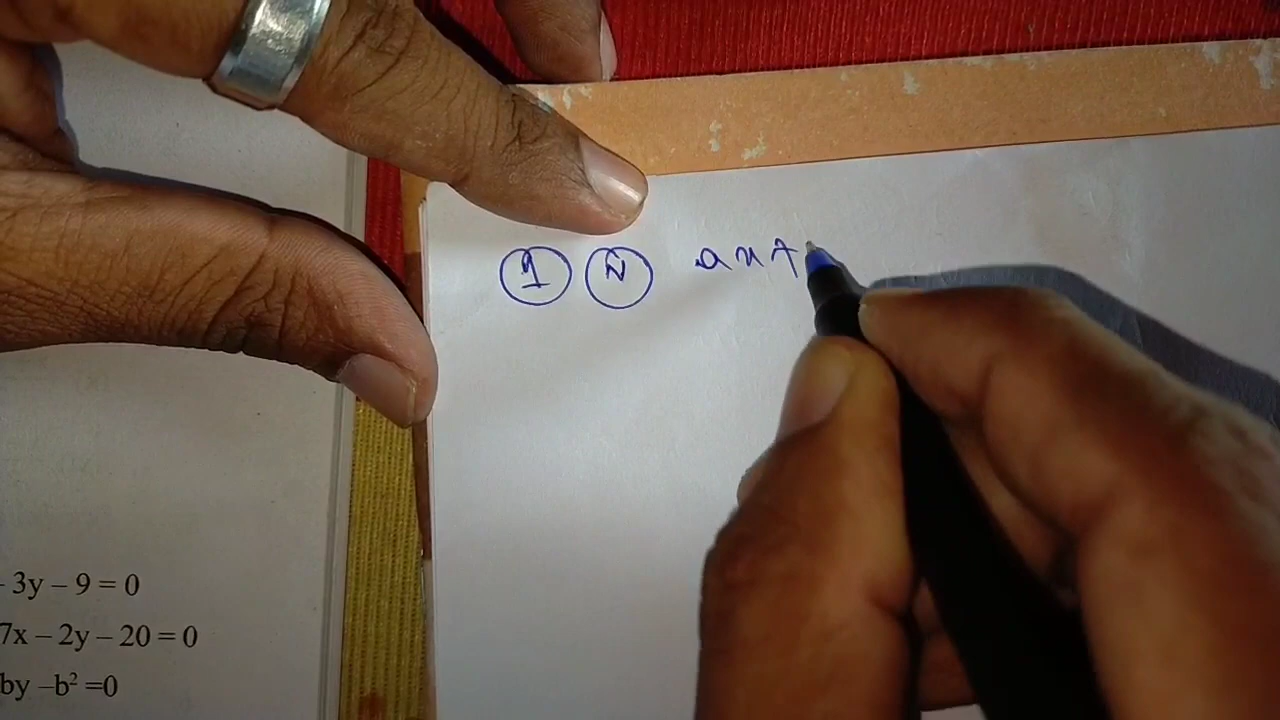 1 ax+
- 3y – 9 = 0
7x – 2y – 20 = 0
by –b² =0